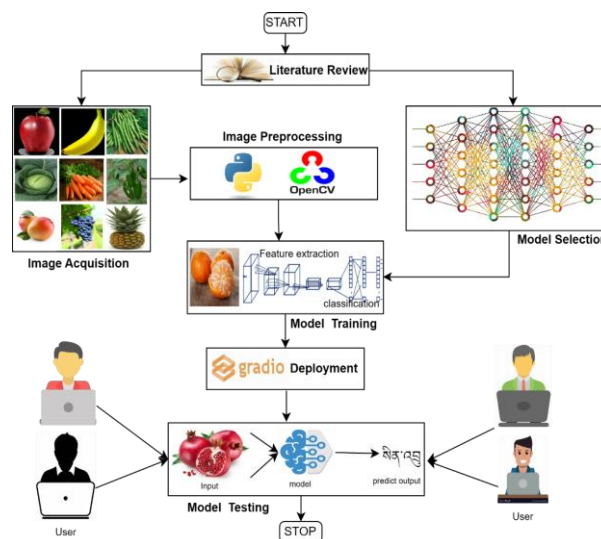 START
Literature Review
Image Preprocessing
OpenCV
Image Acquisition
Model Selection
Feature extraction
classification
Model Training
gradio Deployment
Input
model
སིན་འབྲུ
predict output
Model Testing
User
User
STOP